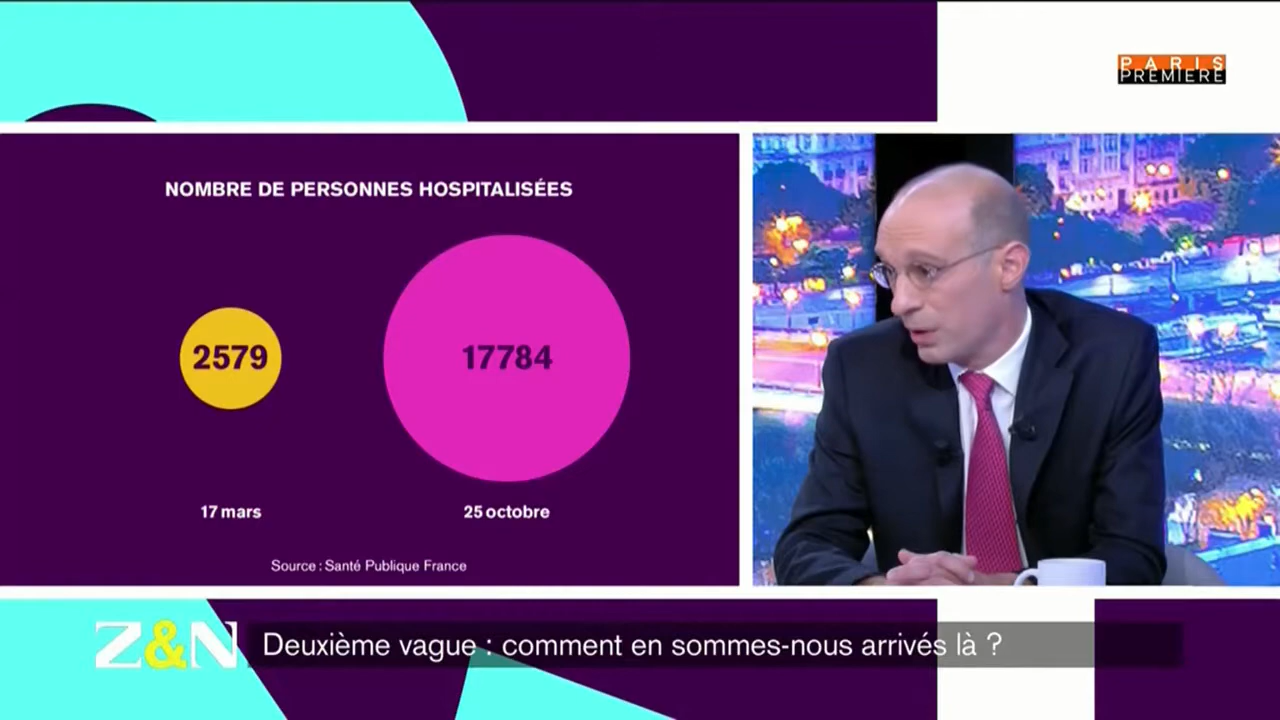 PARIS
PREMIERE
NOMBRE DE PERSONNES HOSPITALISÉES
2579
17784
17 mars
25 octobre
Source : Santé Publique France
Z&N
Deuxième vague : comment en sommes-nous arrivés là ?